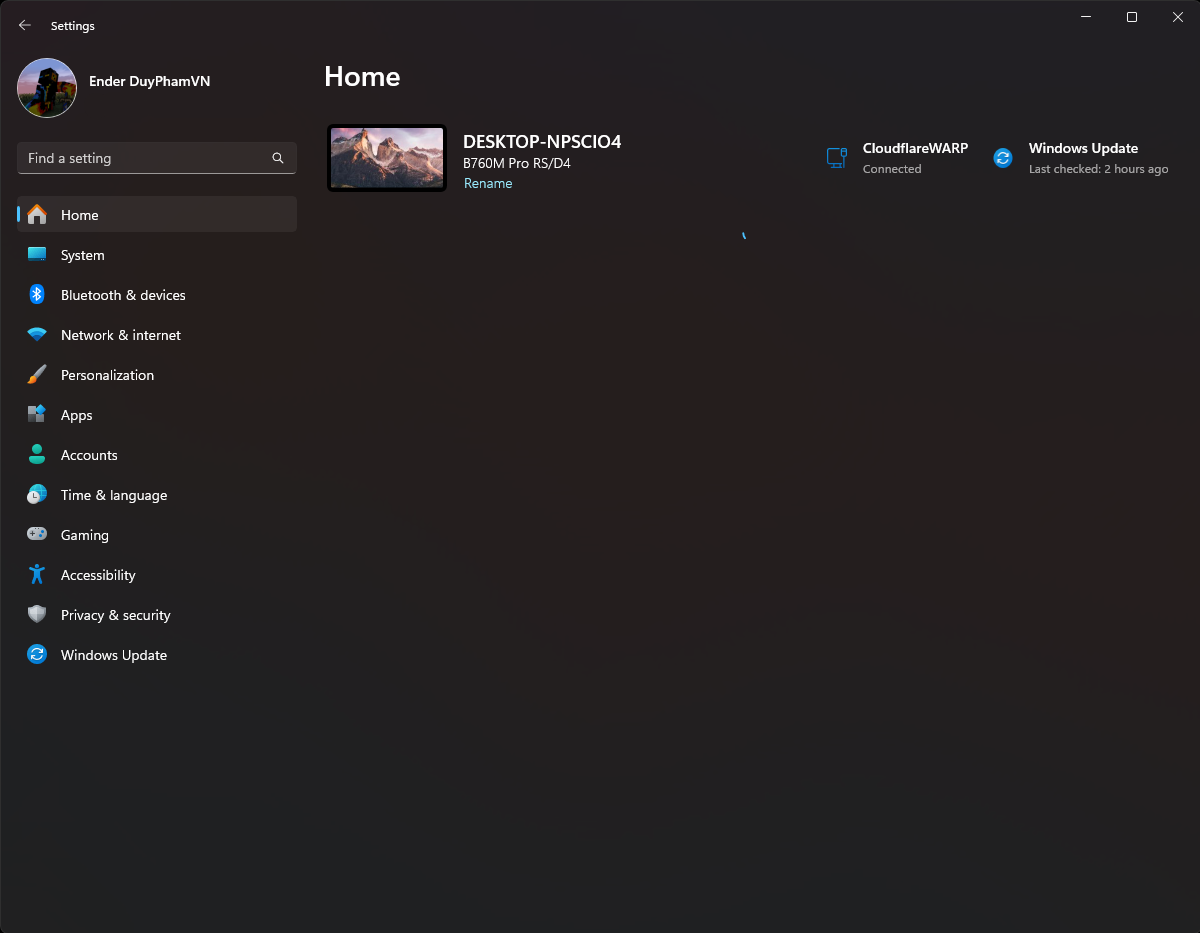 Settings
Ender DuyPhamVN
Find a setting
Home
System
Bluetooth & devices
Network & internet
Personalization
Apps
Accounts
Time & language
Gaming
Accessibility
Privacy & security
Windows Update
Home
DESKTOP-NPSCIO4
B760M Pro RS/D4
Rename
CloudflareWARP
Connected
Windows Update
Last checked: 2 hours ago